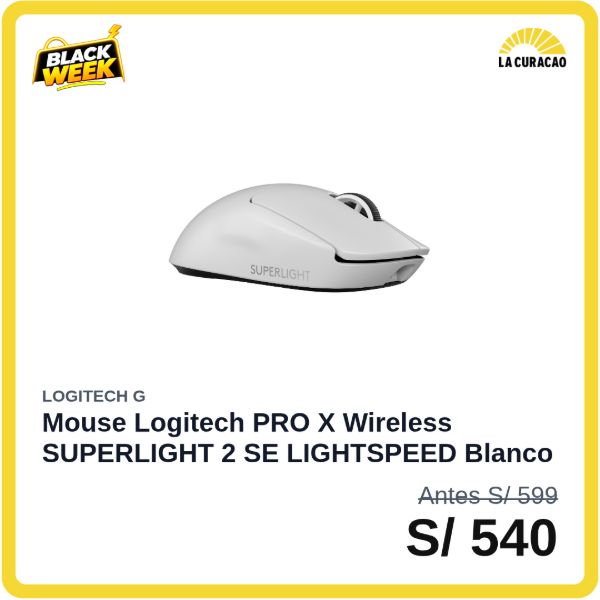 BLACK
WEEK
LA CURACAO
SUPERLIGHT
LOGITECH G
Mouse Logitech PRO X Wireless
SUPERLIGHT 2 SE LIGHTSPEED Blanco
Antes S/ 599
S/ 540